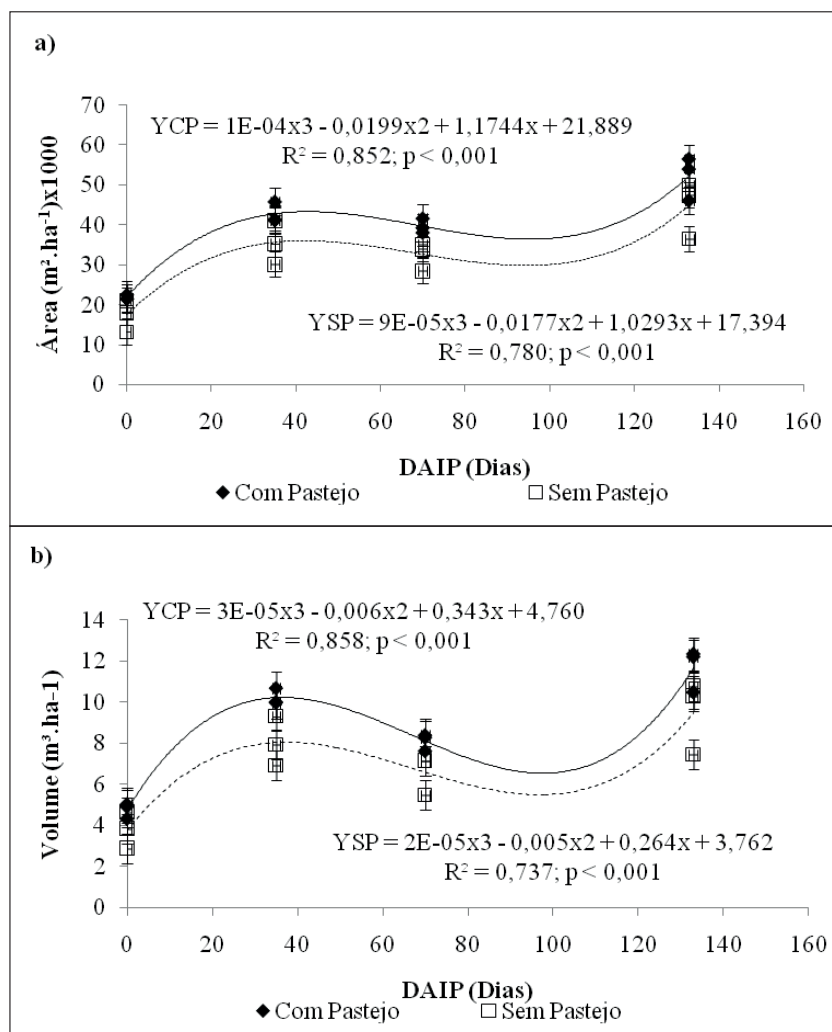 a)
YCP = 1E-04x3 - 0,0199x2 + 1,1744x + 21,889
R² = 0,852; p < 0,001
Área (m².ha⁻¹)x1000
70
60
50
40
30
20
10
0
YSP = 9E-05x3 - 0,0177x2 + 1,0293x + 17,394
R² = 0,780; p < 0,001
0 20 40 60 80 100 120 140 160
DAIP (Dias)
Com Pastejo Sem Pastejo
b)
YCP = 3E-05x3 - 0,006x2 + 0,343x + 4,760
R² = 0,858; p < 0,001
Volume (m³.ha-1)
14
12
10
8
6
4
2
0
YSP = 2E-05x3 - 0,005x2 + 0,264x + 3,762
R² = 0,737; p < 0,001
0 20 40 60 80 100 120 140 160
DAIP (Dias)
Com Pastejo Sem Pastejo